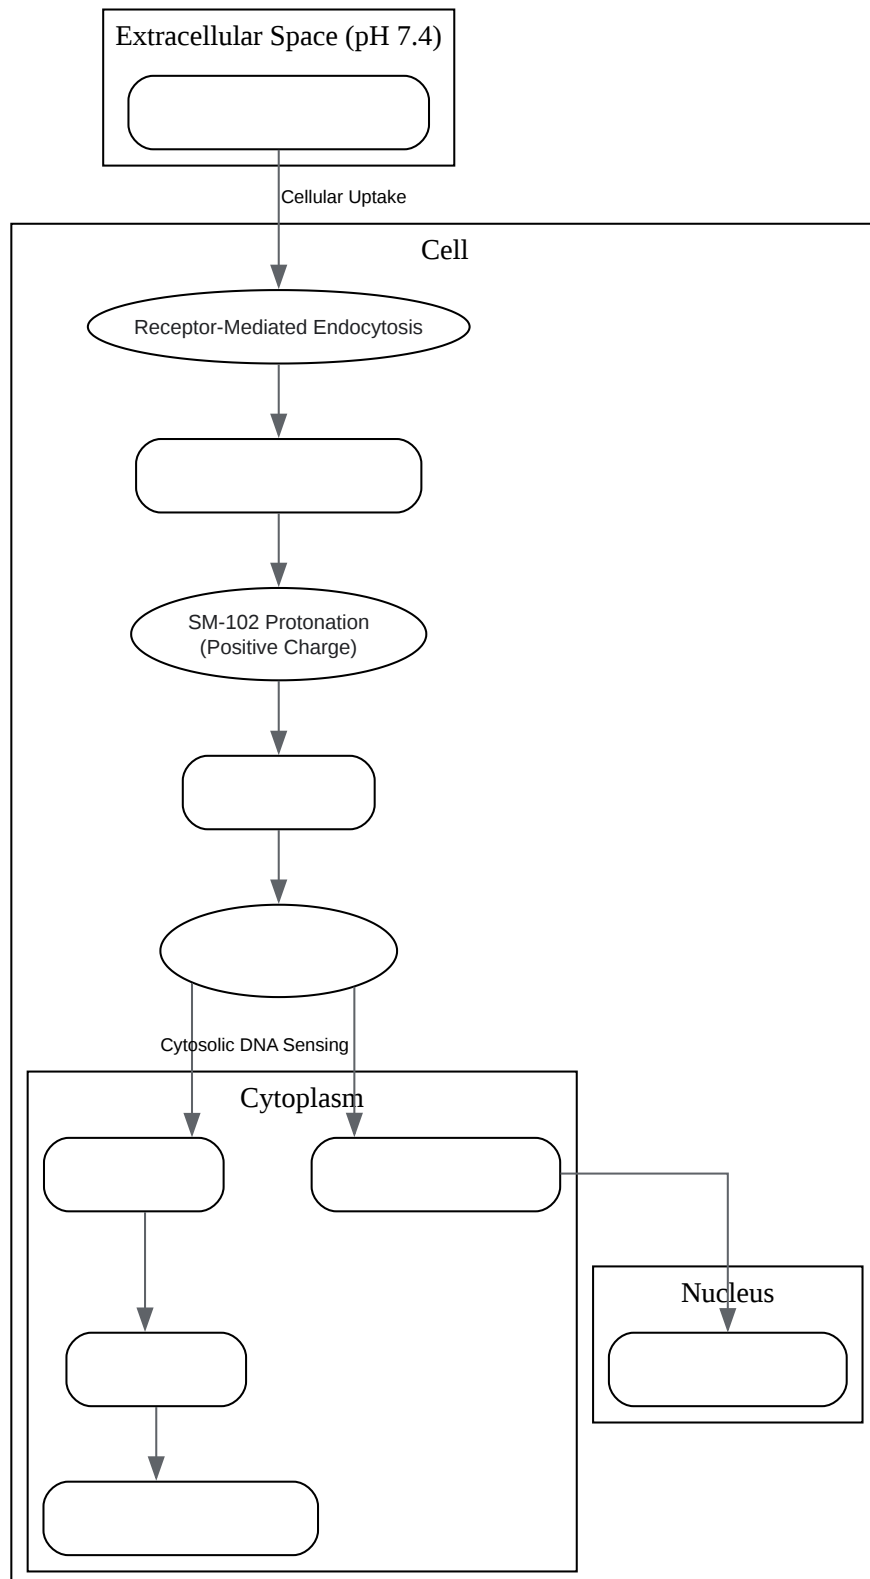 Extracellular Space (pH 7.4)
Cellular Uptake
Cell
Receptor-Mediated Endocytosis
SM-102 Protonation
(Positive Charge)
Cytosolic DNA Sensing
Cytoplasm
Nucleus